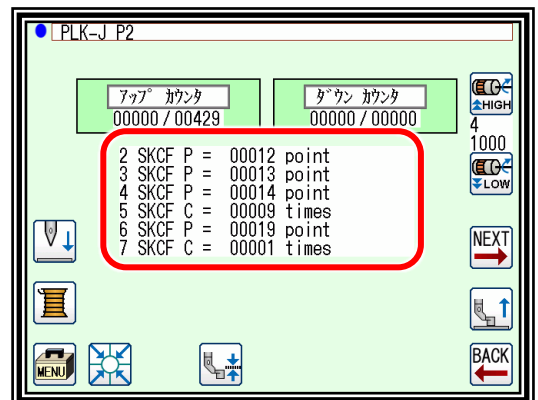 PLK-J P2
ｱｯﾌﾟ ｶｳﾝﾀ
00000 / 00429
ﾀﾞｳﾝ ｶｳﾝﾀ
00000 / 00000
HIGH
4
1000
LOW
2 SKCF P = 00012 point
3 SKCF P = 00013 point
4 SKCF P = 00014 point
5 SKCF C = 00009 times
6 SKCF P = 00019 point
7 SKCF C = 00001 times
NEXT
MENU
BACK